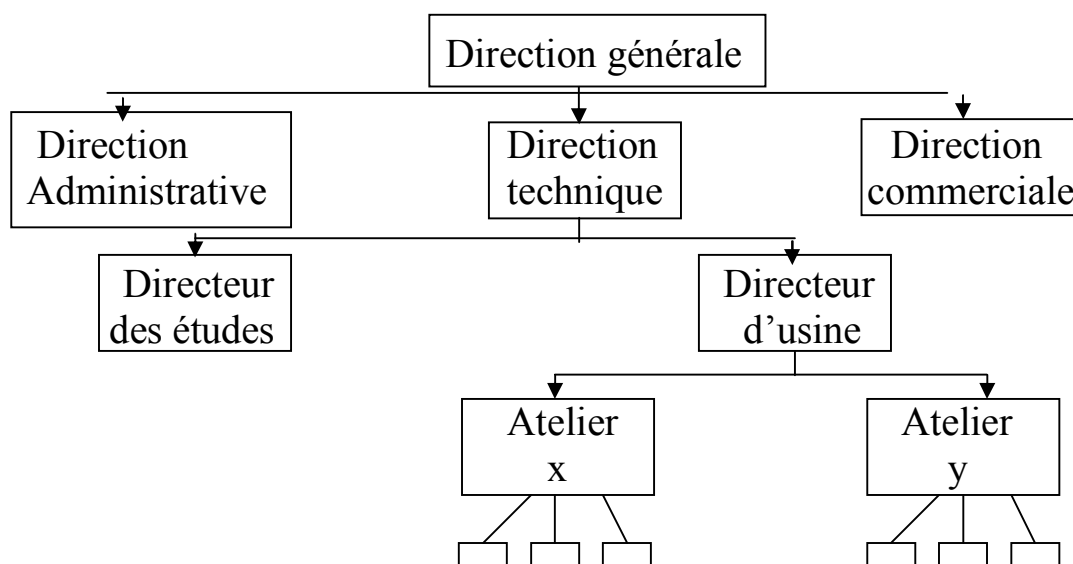 Direction générale
Direction
Administrative
Direction
technique
Direction
commerciale
Directeur
des études
Directeur
d’usine
Atelier
x
Atelier
y